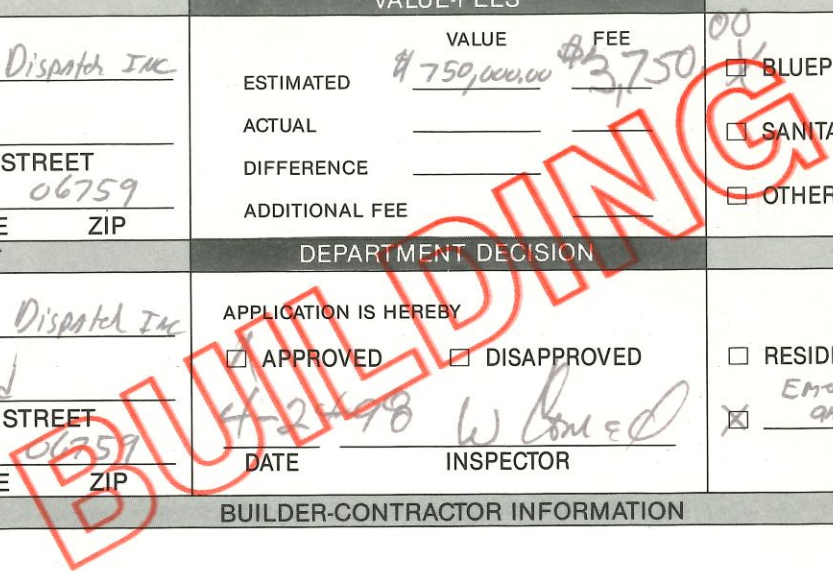 VALUE-FEES
VALUE FEE 00
Dispatch INC
ESTIMATED $750,000.00 $3,750.
BLUEP
ACTUAL
SANITA
STREET
06759
DIFFERENCE
ZIP
ADDITIONAL FEE
OTHER
DEPARTMENT DECISION
Dispatch Inc
APPLICATION IS HEREBY
APPROVED DISAPPROVED
RESIDE
STREET
06759
4-24-98
ZIP
DATE INSPECTOR
BUILDER-CONTRACTOR INFORMATION
BUILDING